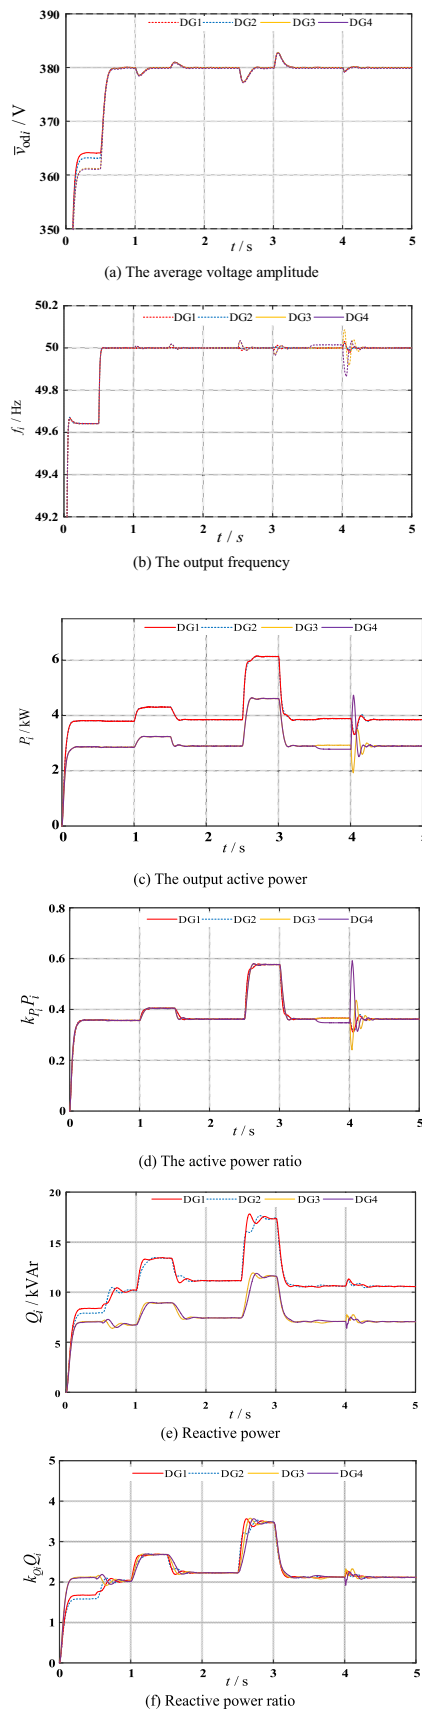 390
DG1 DG2 DG3 DG4
380
370
360
350
v̄odi / V
0 1 2 3 4 5
t / s
(a) The average voltage amplitude
50.2
DG1 DG2 DG3 DG4
50
49.8
49.6
49.4
49.2
fi / Hz
0 1 2 3 4 5
t / s
(b) The output frequency
DG1 DG2 DG3 DG4
6
4
2
0
Pi / kW
0 1 2 3 4 5
t / s
(c) The output active power
0.8
DG1 DG2 DG3 DG4
0.6
0.4
0.2
0
kPiPi
0 1 2 3 4 5
t / s
(d) The active power ratio
20
DG1 DG2 DG3 DG4
15
10
5
0
Qi / kVAr
0 1 2 3 4 5
t / s
(e) Reactive power
5
DG1 DG2 DG3 DG4
4
3
2
1
0
kQiQi
0 1 2 3 4 5
t / s
(f) Reactive power ratio